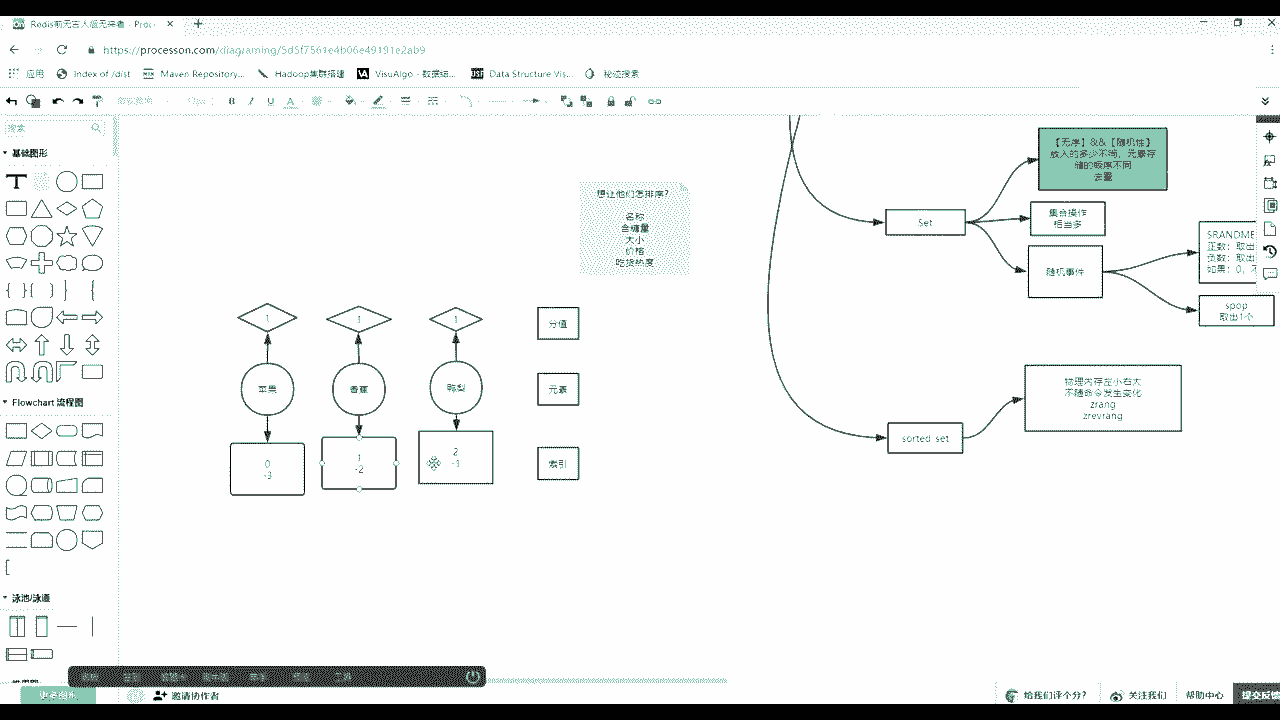 Redis前无古人后无来者 - Proc
https://processon.com/diagraming/5d5f7561e4b06e49191e2ab9
应用
Index of /dist
Maven Repository...
Hadoop集群搭建
VisuAlgo - 数据结...
Data Structure Vis...
秘迹搜索
B
I
U
A
搜索
基础图形
Flowchart 流程图
泳池/泳道
更多图形
邀请协作者
想让他们怎排序？
名称
含糖量
大小
价格
吃货热度
1
1
1
分值
苹果
香蕉
鸭梨
元素
0
-3
1
-2
2
-1
索引
Set
【无序】&&【随机性】
放入的多少不同，元素存
储的顺序不同
去重
集合操作
相当多
随机事件
SRANDME
正数：取出
负数：取出
如果：0，不
spop
取出1个
sorted set
物理内存左小右大
不随命令发生变化
zrang
zrevrang
给我们评个分？
关注我们
帮助中心
提交反馈